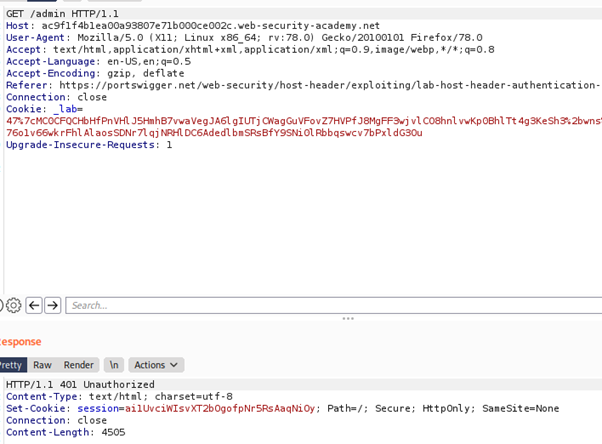 GET /admin HTTP/1.1
Host: ac9f1f4b1ea00a93807e71b000ce002c.web-security-academy.net
User-Agent: Mozilla/5.0 (X11; Linux x86_64; rv:78.0) Gecko/20100101 Firefox/78.0
Accept: text/html,application/xhtml+xml,application/xml;q=0.9,image/webp,*/*;q=0.8
Accept-Language: en-US,en;q=0.5
Accept-Encoding: gzip, deflate
Referer: https://portswigger.net/web-security/host-header/exploiting/lab-host-header-authentication-
Connection: close
Cookie: _lab=
47%7cMC0CFQCHbHfPnVHlJ5HmhB7vwaVegJA6lgIUTjCWagGuVFovZ7HVPfJ8MgFF3wjvlC08hnlvwKp0BhlTt4g3KeSh3%2bwns
76o1v66wkrFhlAlaosSDNr7lqjNRHlDC6AdedlbmSRsBfY9SNi0lRbbqswcv7bPxldG3Ou
Upgrade-Insecure-Requests: 1
Search...
esponse
Pretty Raw Render \n Actions
HTTP/1.1 401 Unauthorized
Content-Type: text/html; charset=utf-8
Set-Cookie: session=ai1UvciWIsvXT2bOgofpNr5RsAaqNiOy; Path=/; Secure; HttpOnly; SameSite=None
Connection: close
Content-Length: 4505